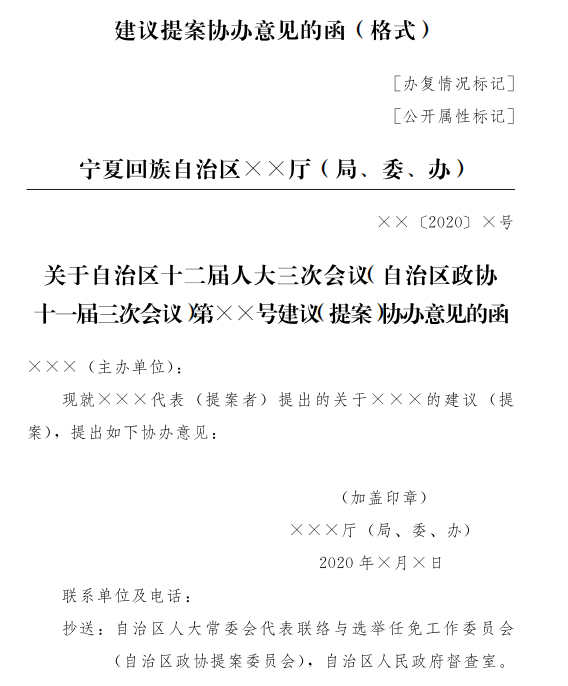 建议提案协办意见的函（格式）
［办复情况标记］
［公开属性标记］
宁夏回族自治区××厅（局、委、办）
××〔2020〕×号
关于自治区十二届人大三次会议（自治区政协
十一届三次会议）第××号建议（提案）协办意见的函
×××（主办单位）：
现就×××代表（提案者）提出的关于×××的建议（提
案），提出如下协办意见：
（加盖印章）
×××厅（局、委、办）
2020 年×月×日
联系单位及电话：
抄送：自治区人大常委会代表联络与选举任免工作委员会
（自治区政协提案委员会），自治区人民政府督查室。